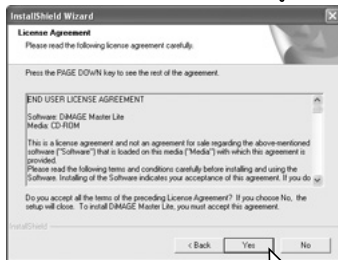 InstallShield Wizard
License Agreement
Please read the following license agreement carefully.
Press the PAGE DOWN key to see the rest of the agreement.
END USER LICENSE AGREEMENT
Software: DiMAGE Master Lite
Media: CD-ROM
This is a license agreement and not an agreement for sale regarding the above-mentioned
software ("Software") that is loaded on this media ("Media") with which this agreement is
provided.
Please read the following terms and conditions carefully before installing and using the
Software. Installing of the Software indicates your acceptance of this agreement. If you do
Do you accept all the terms of the preceding License Agreement? If you choose No, the
setup will close. To install DiMAGE Master Lite, you must accept this agreement.
InstallShield
< Back Yes No